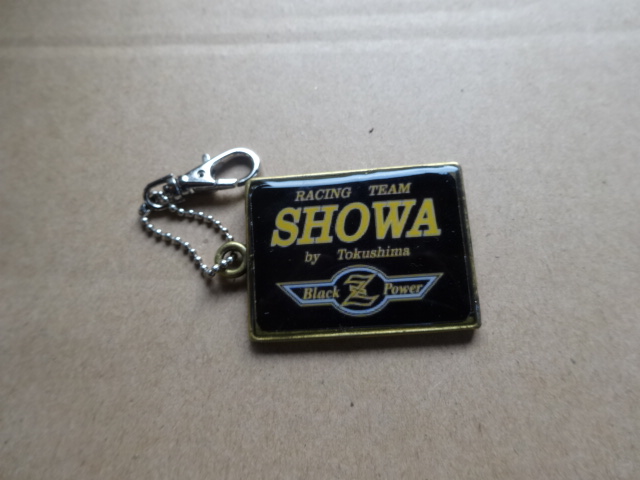 RACING TEAM
SHOWA
by Tokushima
Black Z Power